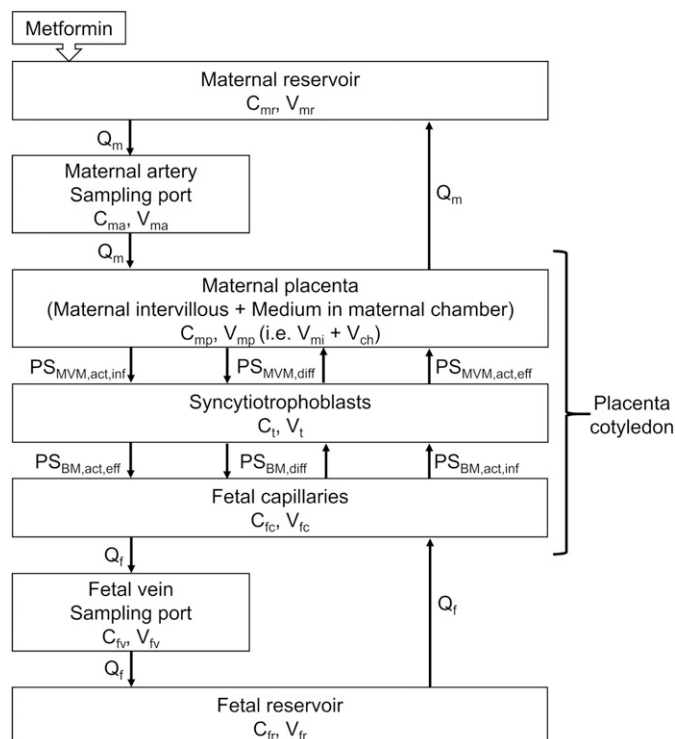 Metformin
Maternal reservoir
C_mr, V_mr
Q_m
Maternal artery
Sampling port
C_ma, V_ma
Q_m
Q_m
Maternal placenta
(Maternal intervillous + Medium in maternal chamber)
C_mp, V_mp (i.e. V_mi + V_ch)
PS_MVM,act,inf
PS_MVM,diff
PS_MVM,act,eff
Syncytiotrophoblasts
C_t, V_t
Placenta
cotyledon
PS_BM,act,eff
PS_BM,diff
PS_BM,act,inf
Fetal capillaries
C_fc, V_fc
Q_f
Fetal vein
Sampling port
C_fv, V_fv
Q_f
Q_f
Fetal reservoir
C_fr, V_fr